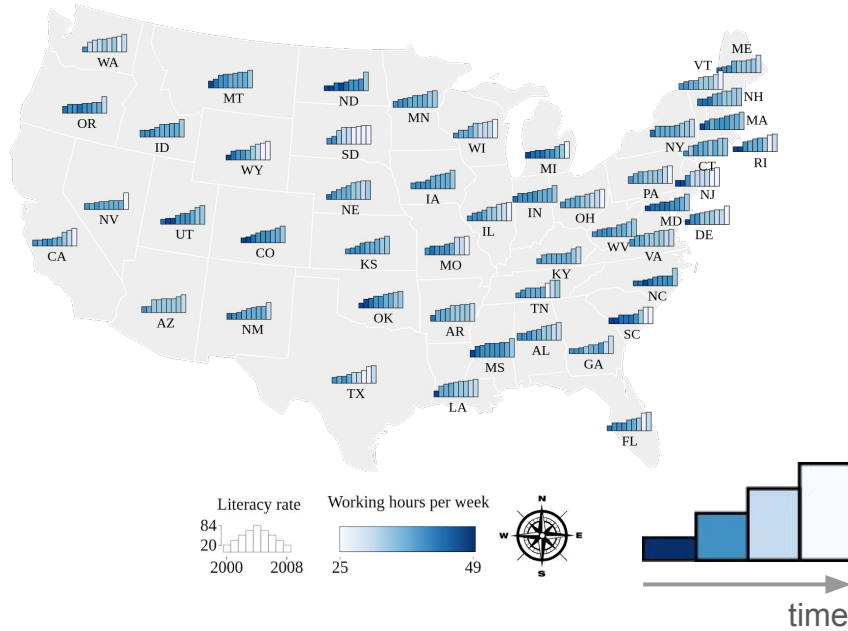 ME
VT
WA
MT
ND
NH
MN
OR
MA
ID
WI
NY
SD
RI
WY
MI
CT
PA
NJ
IA
NE
IN
OH
NV
MD
IL
UT
DE
WV
CO
VA
CA
KS
MO
KY
NC
TN
AZ
OK
NM
AR
SC
AL
GA
MS
TX
LA
FL
N
Literacy rate
Working hours per week
84
20
W
E
2000
2008
25
49
S
time